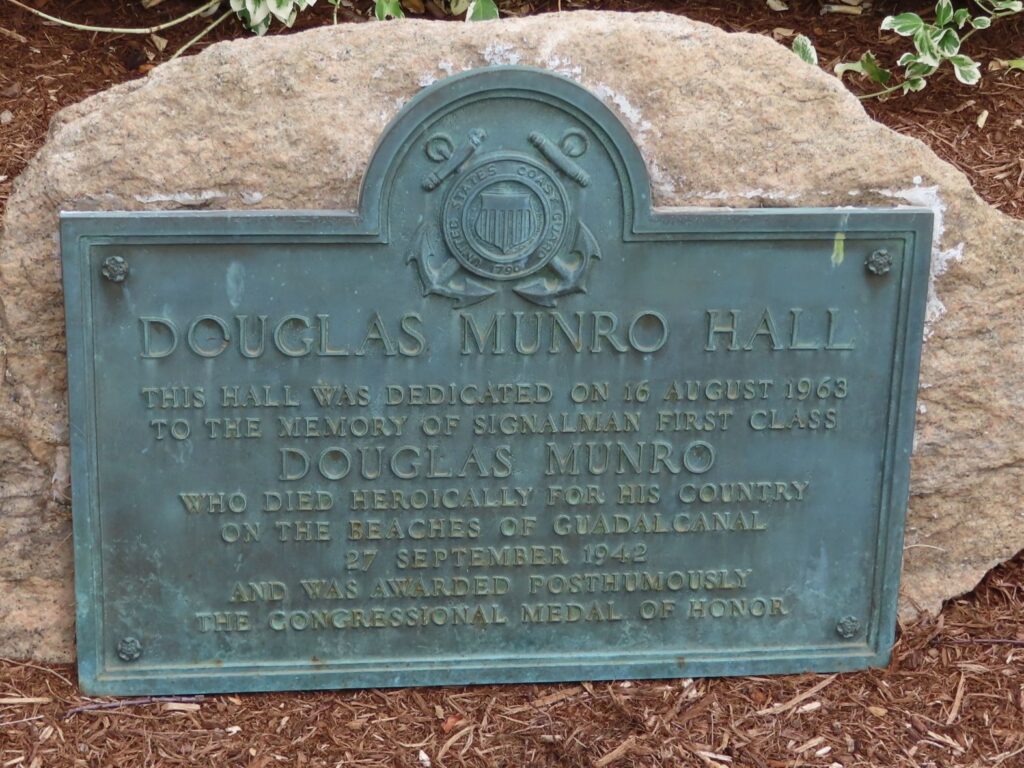 UNITED STATES COAST GUARD
1790
DOUGLAS MUNRO HALL
THIS HALL WAS DEDICATED ON 16 AUGUST 1963
TO THE MEMORY OF SIGNALMAN FIRST CLASS
DOUGLAS MUNRO
WHO DIED HEROICALLY FOR HIS COUNTRY
ON THE BEACHES OF GUADALCANAL
27 SEPTEMBER 1942
AND WAS AWARDED POSTHUMOUSLY
THE CONGRESSIONAL MEDAL OF HONOR